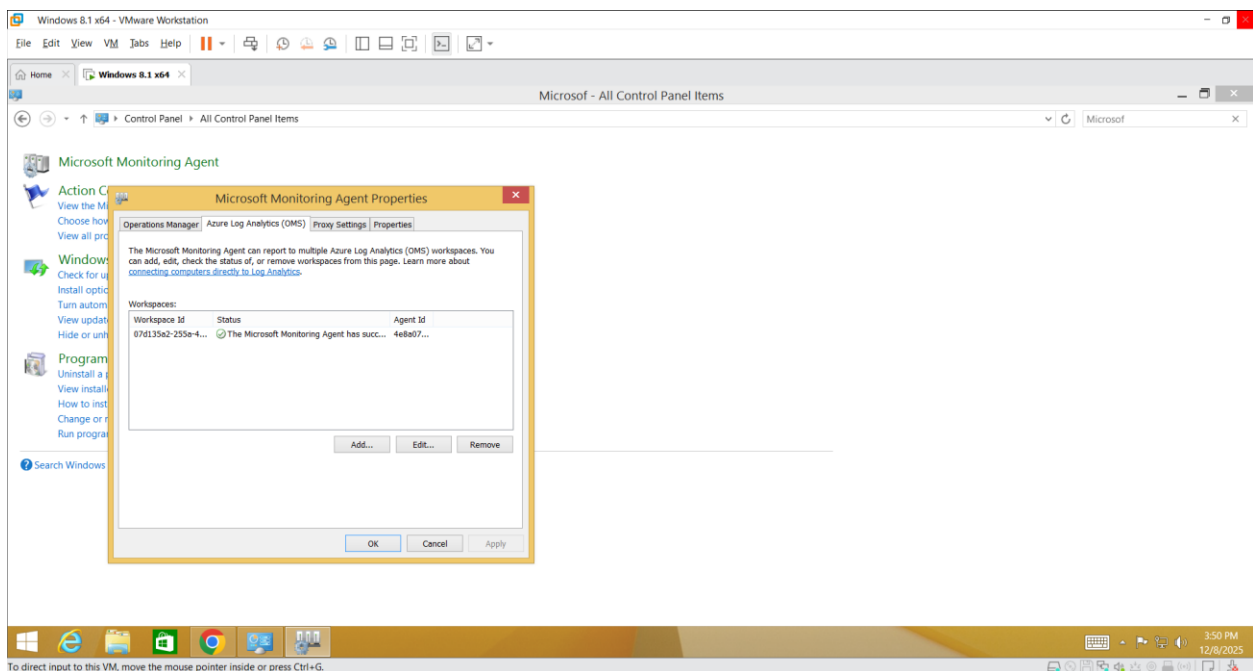 Windows 8.1 x64 - VMware Workstation
File Edit View VM Tabs Help
Home Windows 8.1 x64
Microsof - All Control Panel Items
Control Panel All Control Panel Items Microsof
Microsoft Monitoring Agent
Action C
View the Mi
Choose how
View all pro
Windows
Check for up
Install optio
Turn autom
View updat
Hide or unh
Program
Uninstall a p
View install
How to inst
Change or r
Run progra
Search Windows
Microsoft Monitoring Agent Properties
Operations Manager Azure Log Analytics (OMS) Proxy Settings Properties
The Microsoft Monitoring Agent can report to multiple Azure Log Analytics (OMS) workspaces. You
can add, edit, check the status of, or remove workspaces from this page. Learn more about
connecting computers directly to Log Analytics.
Workspaces:
Workspace Id Status Agent Id
07d135a2-255a-4... The Microsoft Monitoring Agent has succ... 4e8a07...
Add... Edit... Remove
OK Cancel Apply
3:50 PM
12/8/2025
To direct input to this VM, move the mouse pointer inside or press Ctrl+G.